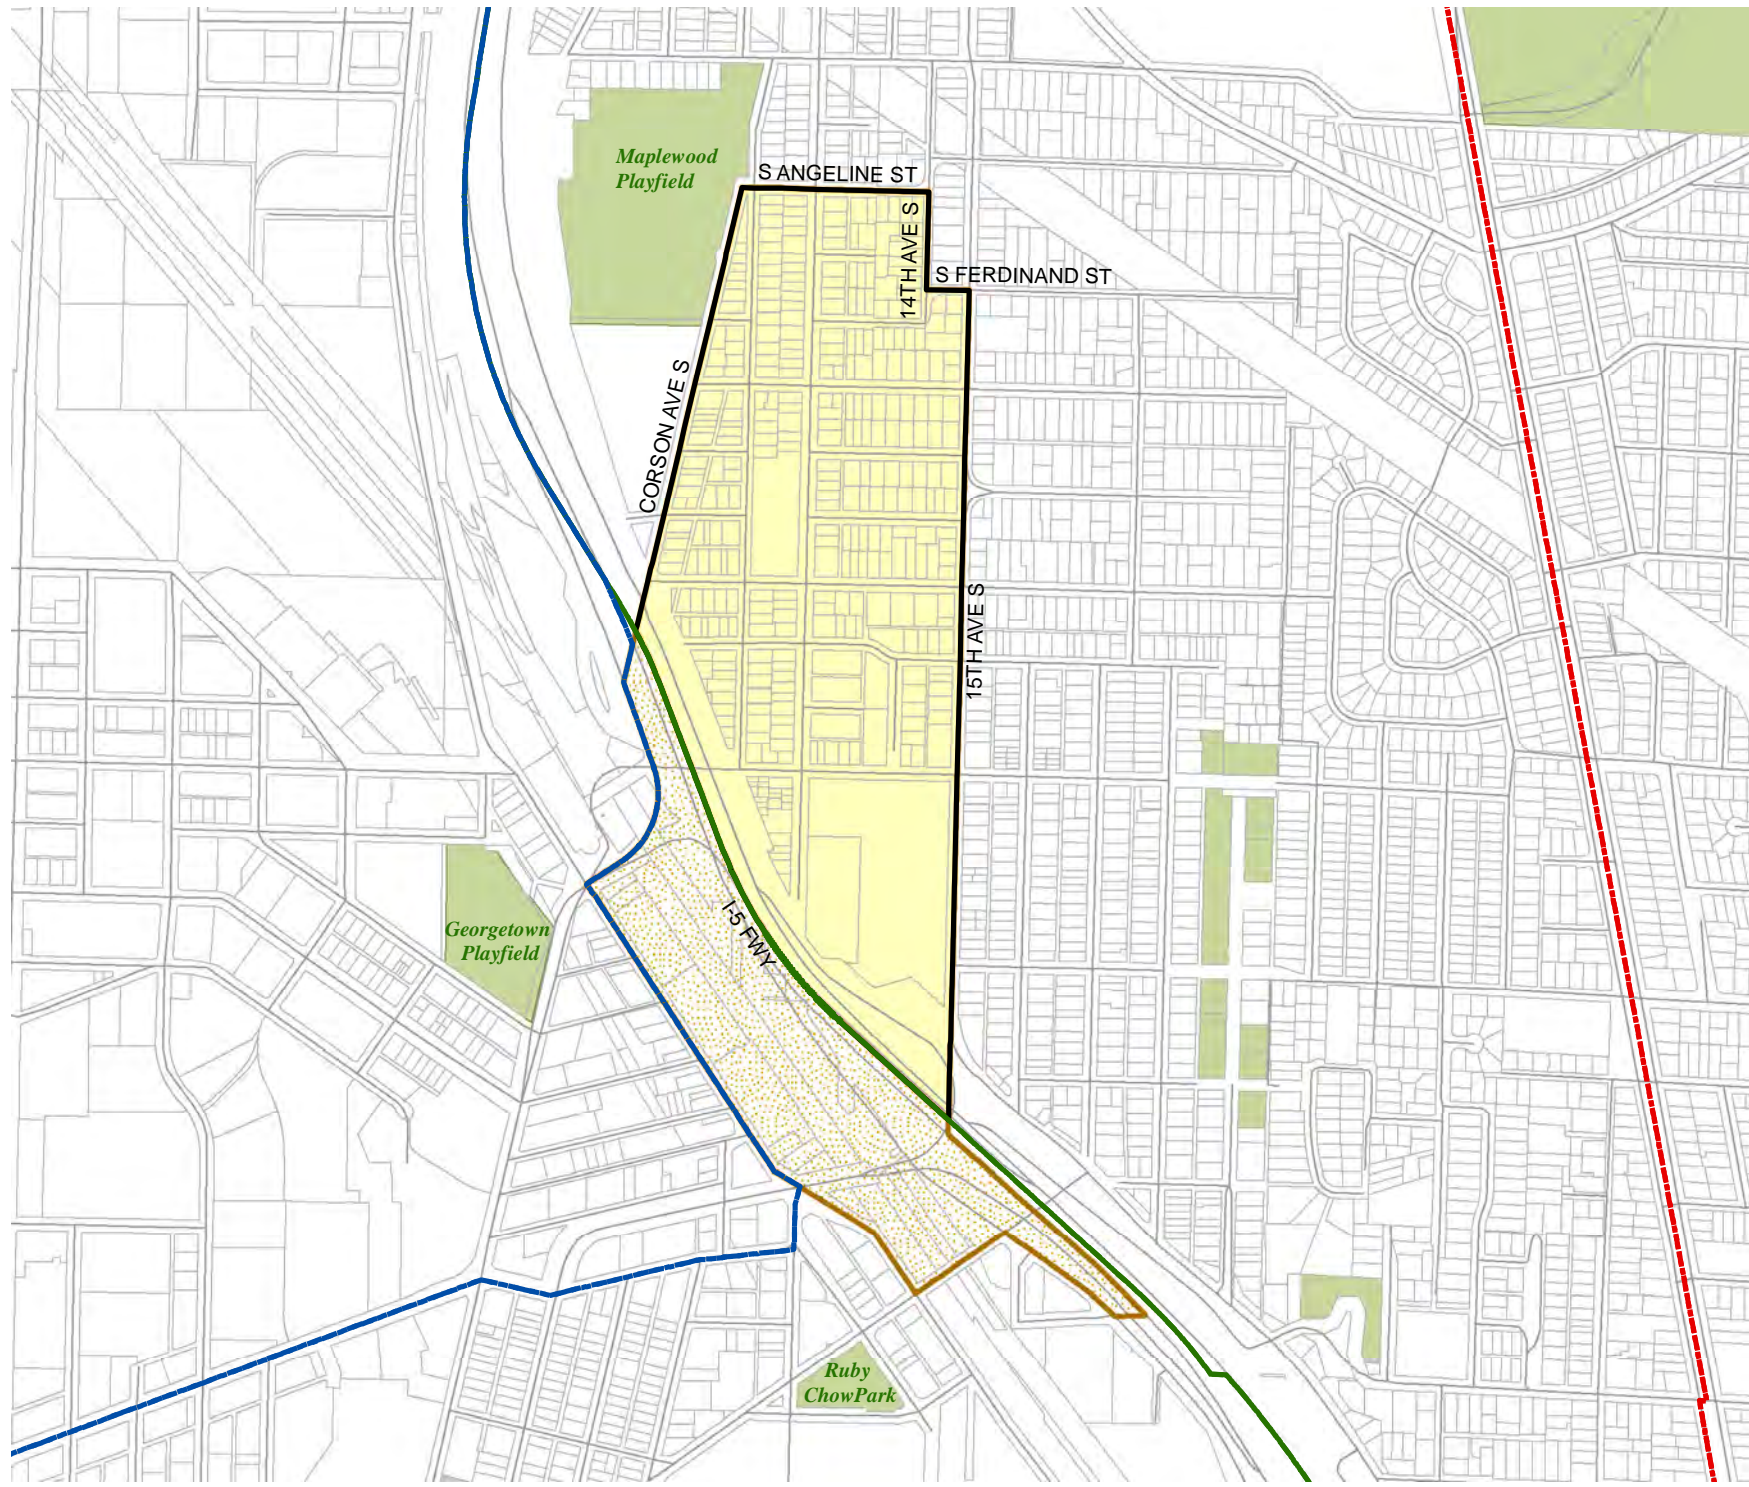 Maplewood
Playfield
S ANGELINE ST
14TH AVE S
S FERDINAND ST
CORSON AVE S
15TH AVE S
I-5 FWY
Georgetown
Playfield
Ruby
ChowPark